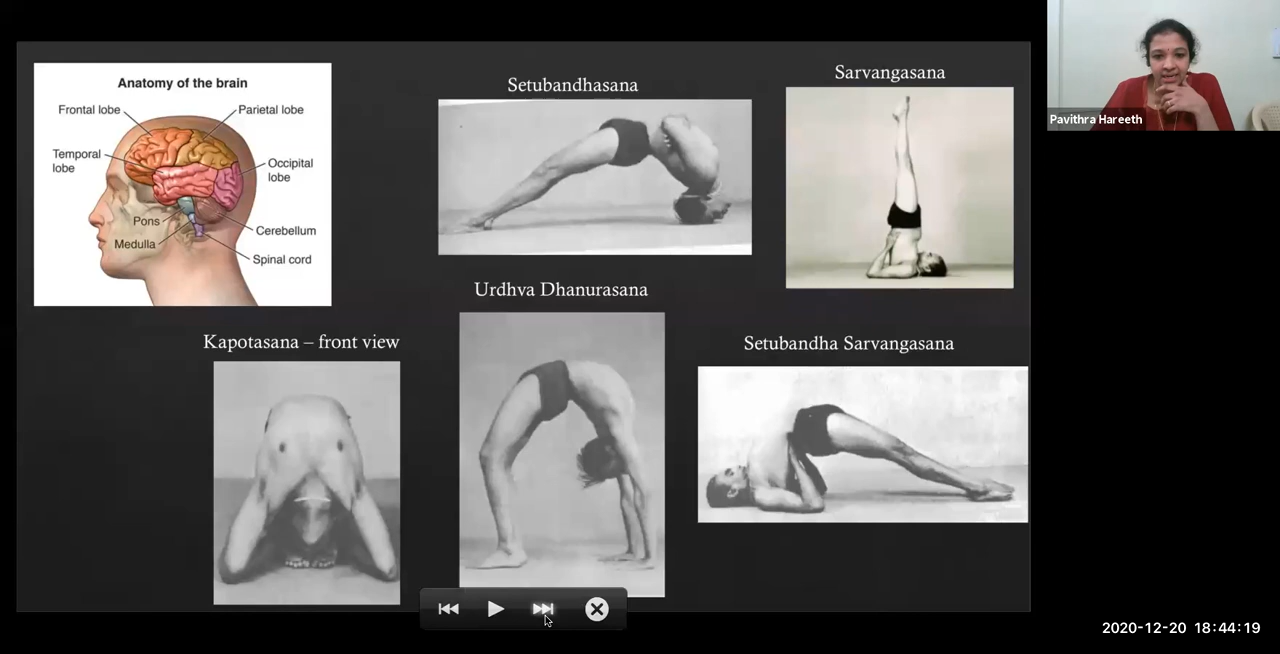 Anatomy of the brain
Frontal lobe
Parietal lobe
Temporal
lobe
Occipital
lobe
Pons
Cerebellum
Medulla
Spinal cord
Setubandhasana
Sarvangasana
Pavithra Hareeth
Urdhva Dhanurasana
Kapotasana – front view
Setubandha Sarvangasana
2020-12-20 18:44:19